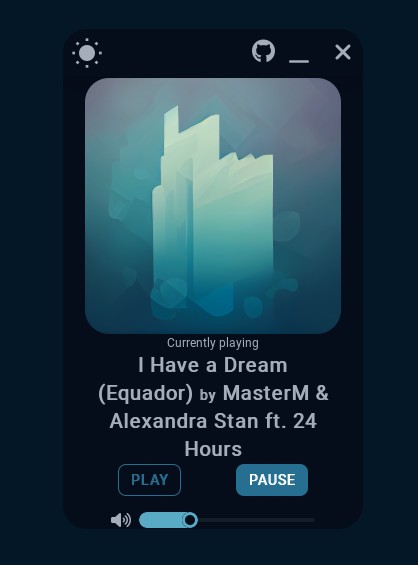 Currently playing
I Have a Dream
(Equador) by MasterM &
Alexandra Stan ft. 24
Hours
PLAY
PAUSE